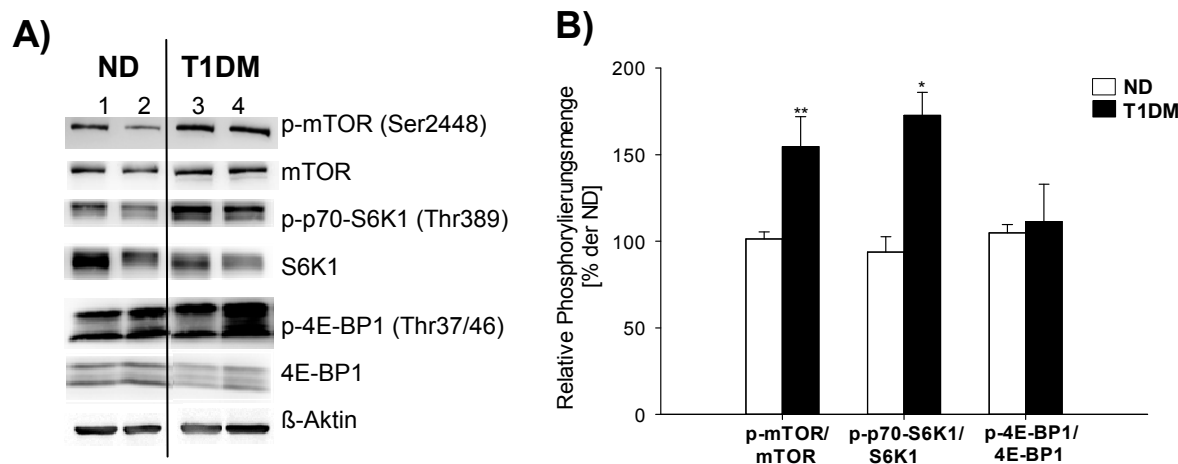 A)
ND T1DM
1 2 3 4
p-mTOR (Ser2448)
mTOR
p-p70-S6K1 (Thr389)
S6K1
p-4E-BP1 (Thr37/46)
4E-BP1
ß-Aktin
B)
Relative Phosphorylierungsmenge
[% der ND]
200
150
100
50
0
** 
*
ND
T1DM
p-mTOR/
mTOR
p-p70-S6K1/
S6K1
p-4E-BP1/
4E-BP1